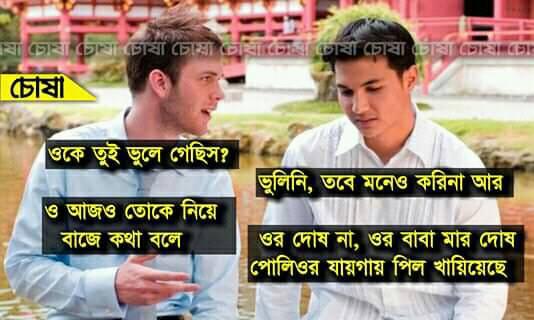 চোষা চোষা চোষা চোষা চোষা চোষা চোষা চোষা চোষা
চোষা
ওকে তুই ভুলে গেছিস?
ভুলিনি, তবে মনেও করিনা আর
ও আজও তোকে নিয়ে
বাজে কথা বলে
ওর দোষ না, ওর বাবা মার দোষ
পোলিওর যায়গায় পিল খায়িয়েছে